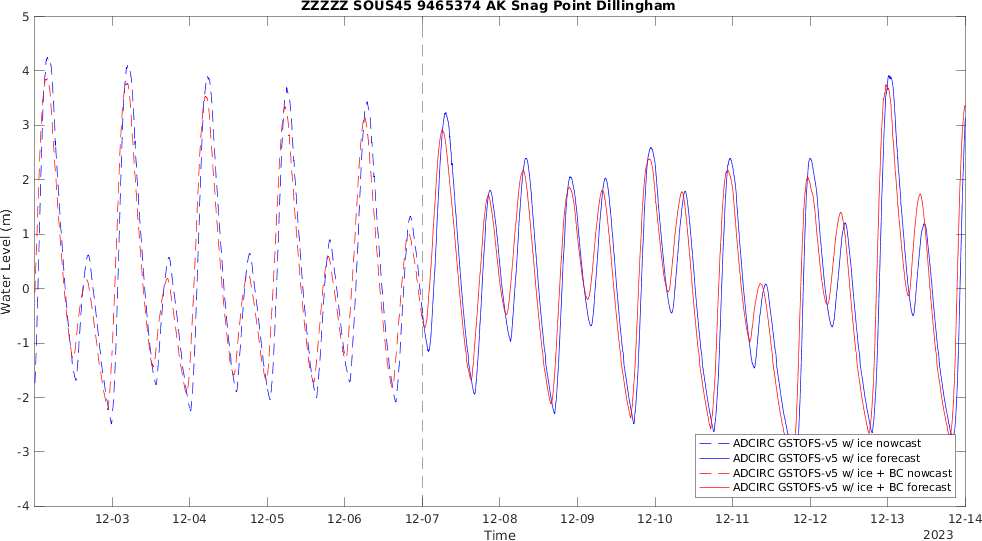 ZZZZZ SOUS45 9465374 AK Snag Point Dillingham
5
4
3
2
1
0
-1
-2
-3
-4
Water Level (m)
ADCIRC GSTOFS-v5 w/ ice nowcast
ADCIRC GSTOFS-v5 w/ ice forecast
ADCIRC GSTOFS-v5 w/ ice + BC nowcast
ADCIRC GSTOFS-v5 w/ ice + BC forecast
12-03 12-04 12-05 12-06 12-07 12-08 12-09 12-10 12-11 12-12 12-13 12-14
Time
2023